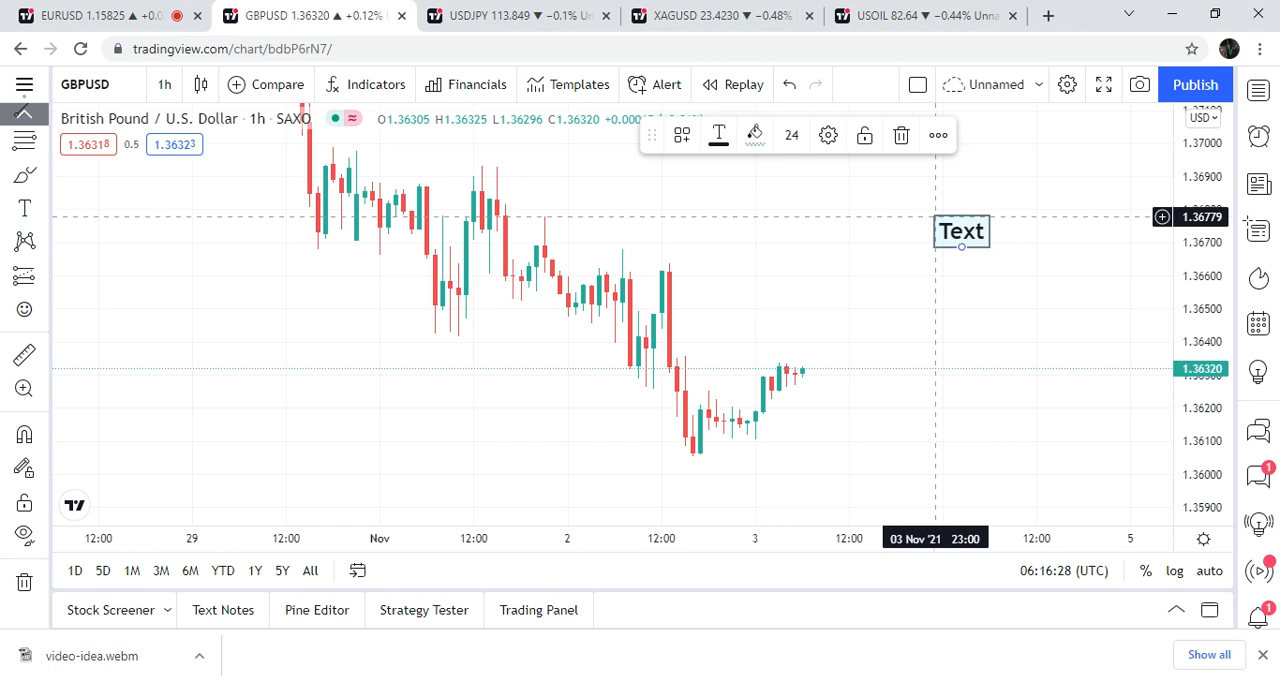 EURUSD 1.15825 ▲ +0.0
GBPUSD 1.36320 ▲ +0.12%
USDJPY 113.849 ▼ −0.1% Un
XAGUSD 23.4230 ▼ −0.48%
USOIL 82.64 ▼ −0.44% Unna
tradingview.com/chart/bdbP6rN7/
GBPUSD 1h Compare Indicators Financials Templates Alert Replay Unnamed Publish
British Pound / U.S. Dollar · 1h · SAXO O1.36305 H1.36325 L1.36296 C1.36320
1.36318 0.5 1.36323
24
USD
1.37000
1.36900
1.36779
1.36700
1.36600
1.36500
1.36400
1.36320
1.36200
1.36100
1.36000
1.35900
Text
12:00 29 12:00 Nov 12:00 2 12:00 3 12:00 03 Nov '21 23:00 12:00 5
1D 5D 1M 3M 6M YTD 1Y 5Y All 06:16:28 (UTC) % log auto
Stock Screener Text Notes Pine Editor Strategy Tester Trading Panel
video-idea.webm Show all
1
1